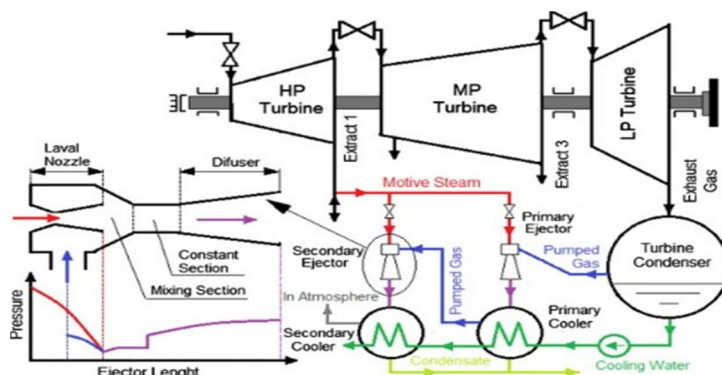 HP
Turbine
MP
Turbine
LP Turbine
Extract 1
Extract 3
Exhaust
Gas
Laval
Nozzle
Difuser
Motive Steam
Primary
Ejector
Secondary
Ejector
Pumped Gas
Pumped
Gas
Turbine
Condenser
Constant
Section
Mixing Section
In Atmosphere
Secondary
Cooler
Primary
Cooler
Condensate
Cooling Water
Pressure
Ejector Lenght